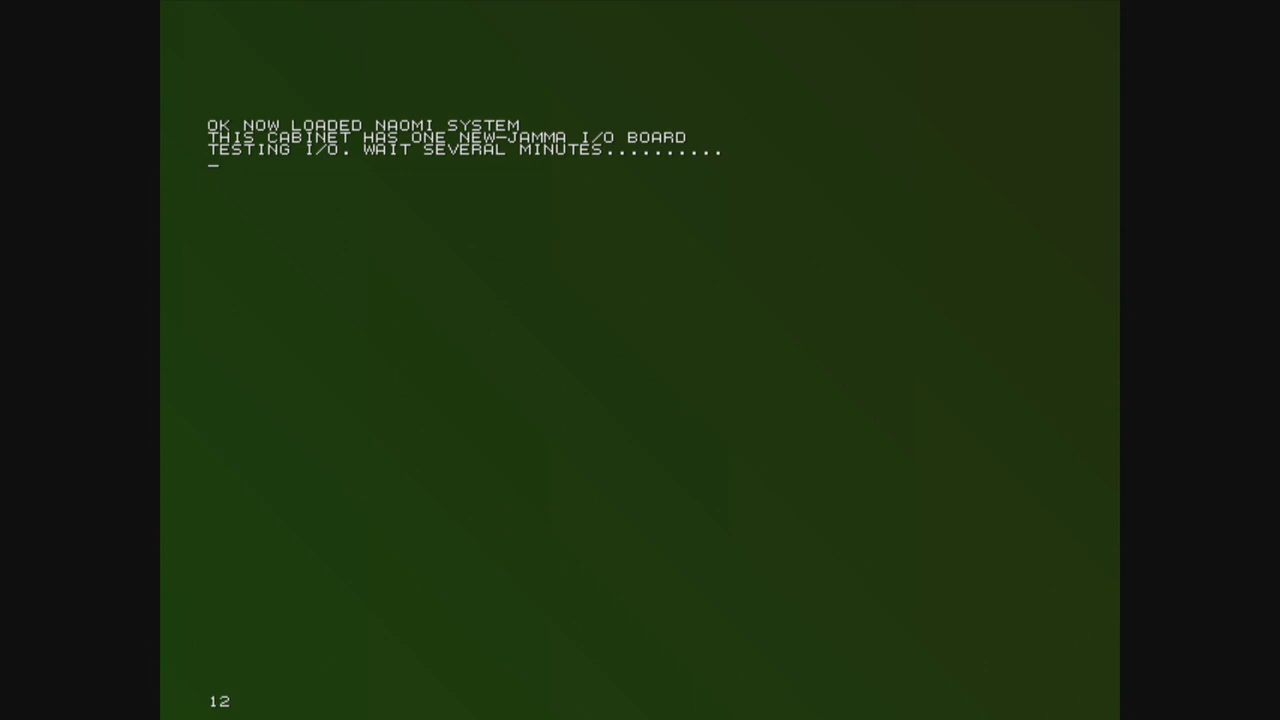 OK NOW LOADED NAOMI SYSTEM
THIS CABINET HAS ONE NEW-JAMMA I/O BOARD
TESTING I/O. WAIT SEVERAL MINUTES..........
_
12